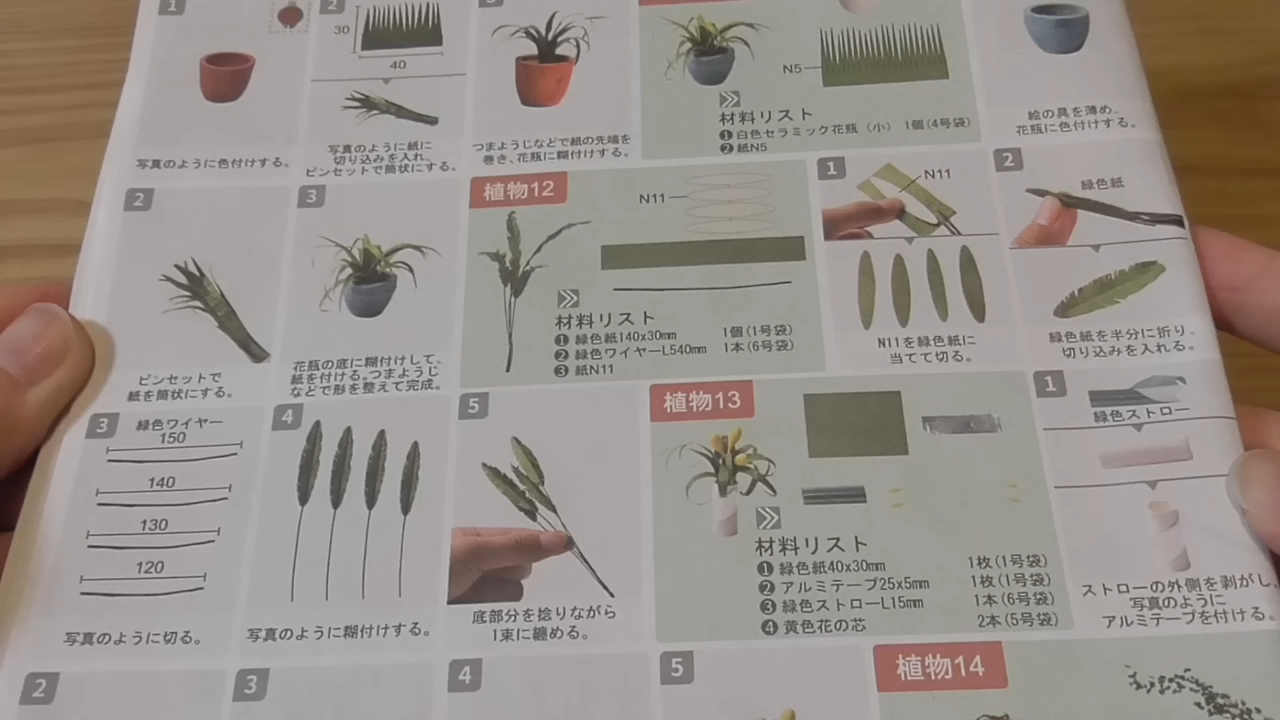 1
2
30
40
写真のように色付けする。
写真のように紙に
切り込みを入れ、
ピンセットで筒状にする。
つまようじなどで紙の先端を
巻き、花瓶に糊付けする。
N5
材料リスト
❶白色セラミック花瓶（小） 1個(4号袋)
❷紙N5
絵の具を薄め、
花瓶に色付けする。
2
ピンセットで
紙を筒状にする。
3
花瓶の底に糊付けして、
紙を付ける。つまようじ
などで形を整えて完成。
植物12
N11
材料リスト
❶ 緑色紙140x30mm 1個(1号袋)
❷ 緑色ワイヤーL540mm 1本(6号袋)
❸ 紙N11
1
N11
N11を緑色紙に
当てて切る。
2
緑色紙
緑色紙を半分に折り、
切り込みを入れる。
3
緑色ワイヤー
150
140
130
120
写真のように切る。
4
写真のように糊付けする。
5
底部分を捻りながら
1束に纏める。
植物13
材料リスト
❶ 緑色紙40x30mm 1枚(1号袋)
❷ アルミテープ25x5mm 1枚(1号袋)
❸ 緑色ストローL15mm 1本(6号袋)
❹ 黄色花の芯 2本(5号袋)
1
緑色ストロー
ストローの外側を剥がし、
写真のように
アルミテープを付ける。
2
3
4
5
植物14